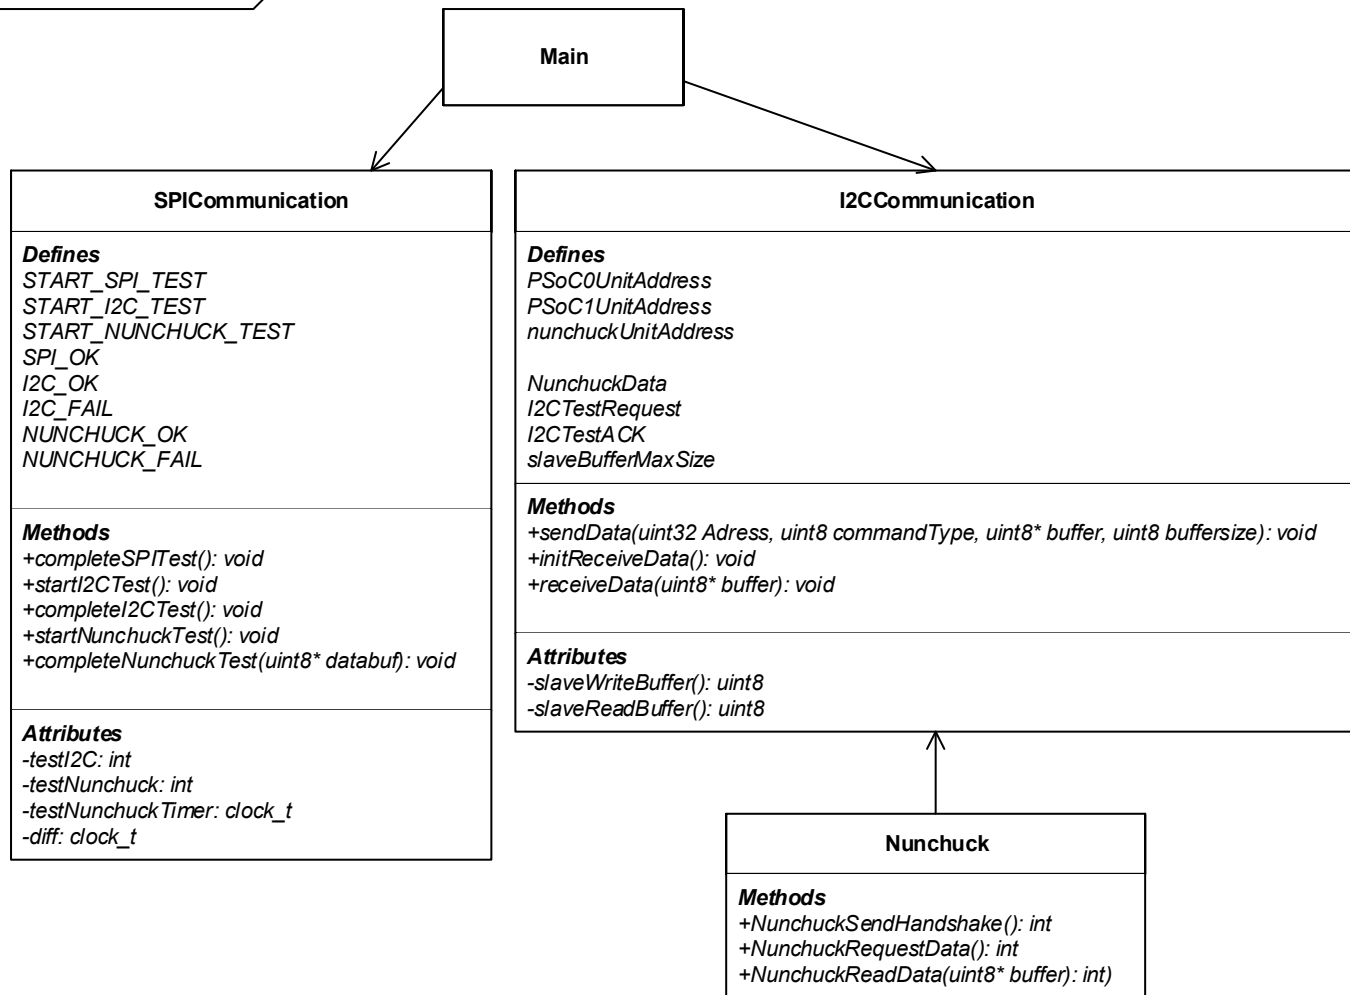 Main
SPICommunication
Defines
START_SPI_TEST
START_I2C_TEST
START_NUNCHUCK_TEST
SPI_OK
I2C_OK
I2C_FAIL
NUNCHUCK_OK
NUNCHUCK_FAIL
Methods
+completeSPITest(): void
+startI2CTest(): void
+completeI2CTest(): void
+startNunchuckTest(): void
+completeNunchuckTest(uint8* databuf): void
Attributes
-testI2C: int
-testNunchuck: int
-testNunchuckTimer: clock_t
-diff: clock_t
I2CCommunication
Defines
PSoC0UnitAddress
PSoC1UnitAddress
nunchuckUnitAddress
NunchuckData
I2CTestRequest
I2CTestACK
slaveBufferMaxSize
Methods
+sendData(uint32 Adress, uint8 commandType, uint8* buffer, uint8 buffersize): void
+initReceiveData(): void
+receiveData(uint8* buffer): void
Attributes
-slaveWriteBuffer(): uint8
-slaveReadBuffer(): uint8
Nunchuck
Methods
+NunchuckSendHandshake(): int
+NunchuckRequestData(): int
+NunchuckReadData(uint8* buffer): int)